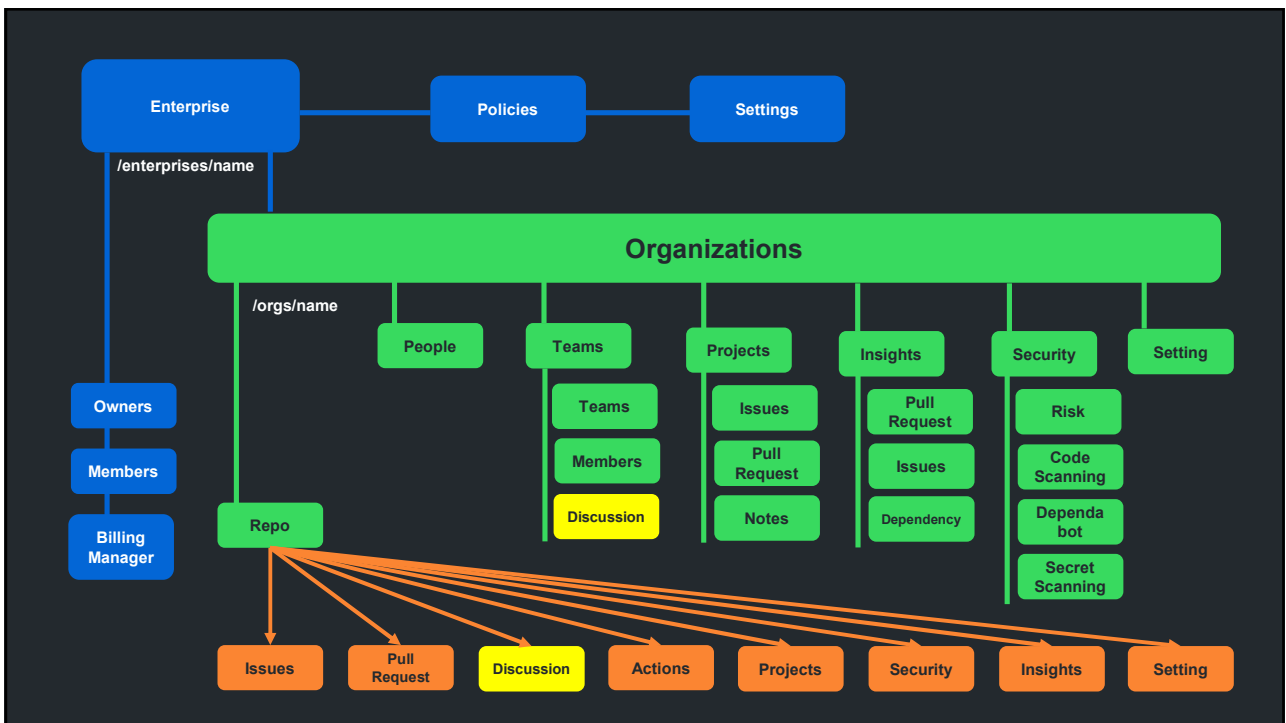 Enterprise
Policies
Settings
/enterprises/name
Organizations
/orgs/name
People
Teams
Projects
Insights
Security
Setting
Owners
Members
Billing
Manager
Teams
Members
Discussion
Issues
Pull
Request
Notes
Pull
Request
Issues
Dependency
Risk
Code
Scanning
Dependa
bot
Secret
Scanning
Repo
Issues
Pull
Request
Discussion
Actions
Projects
Security
Insights
Setting